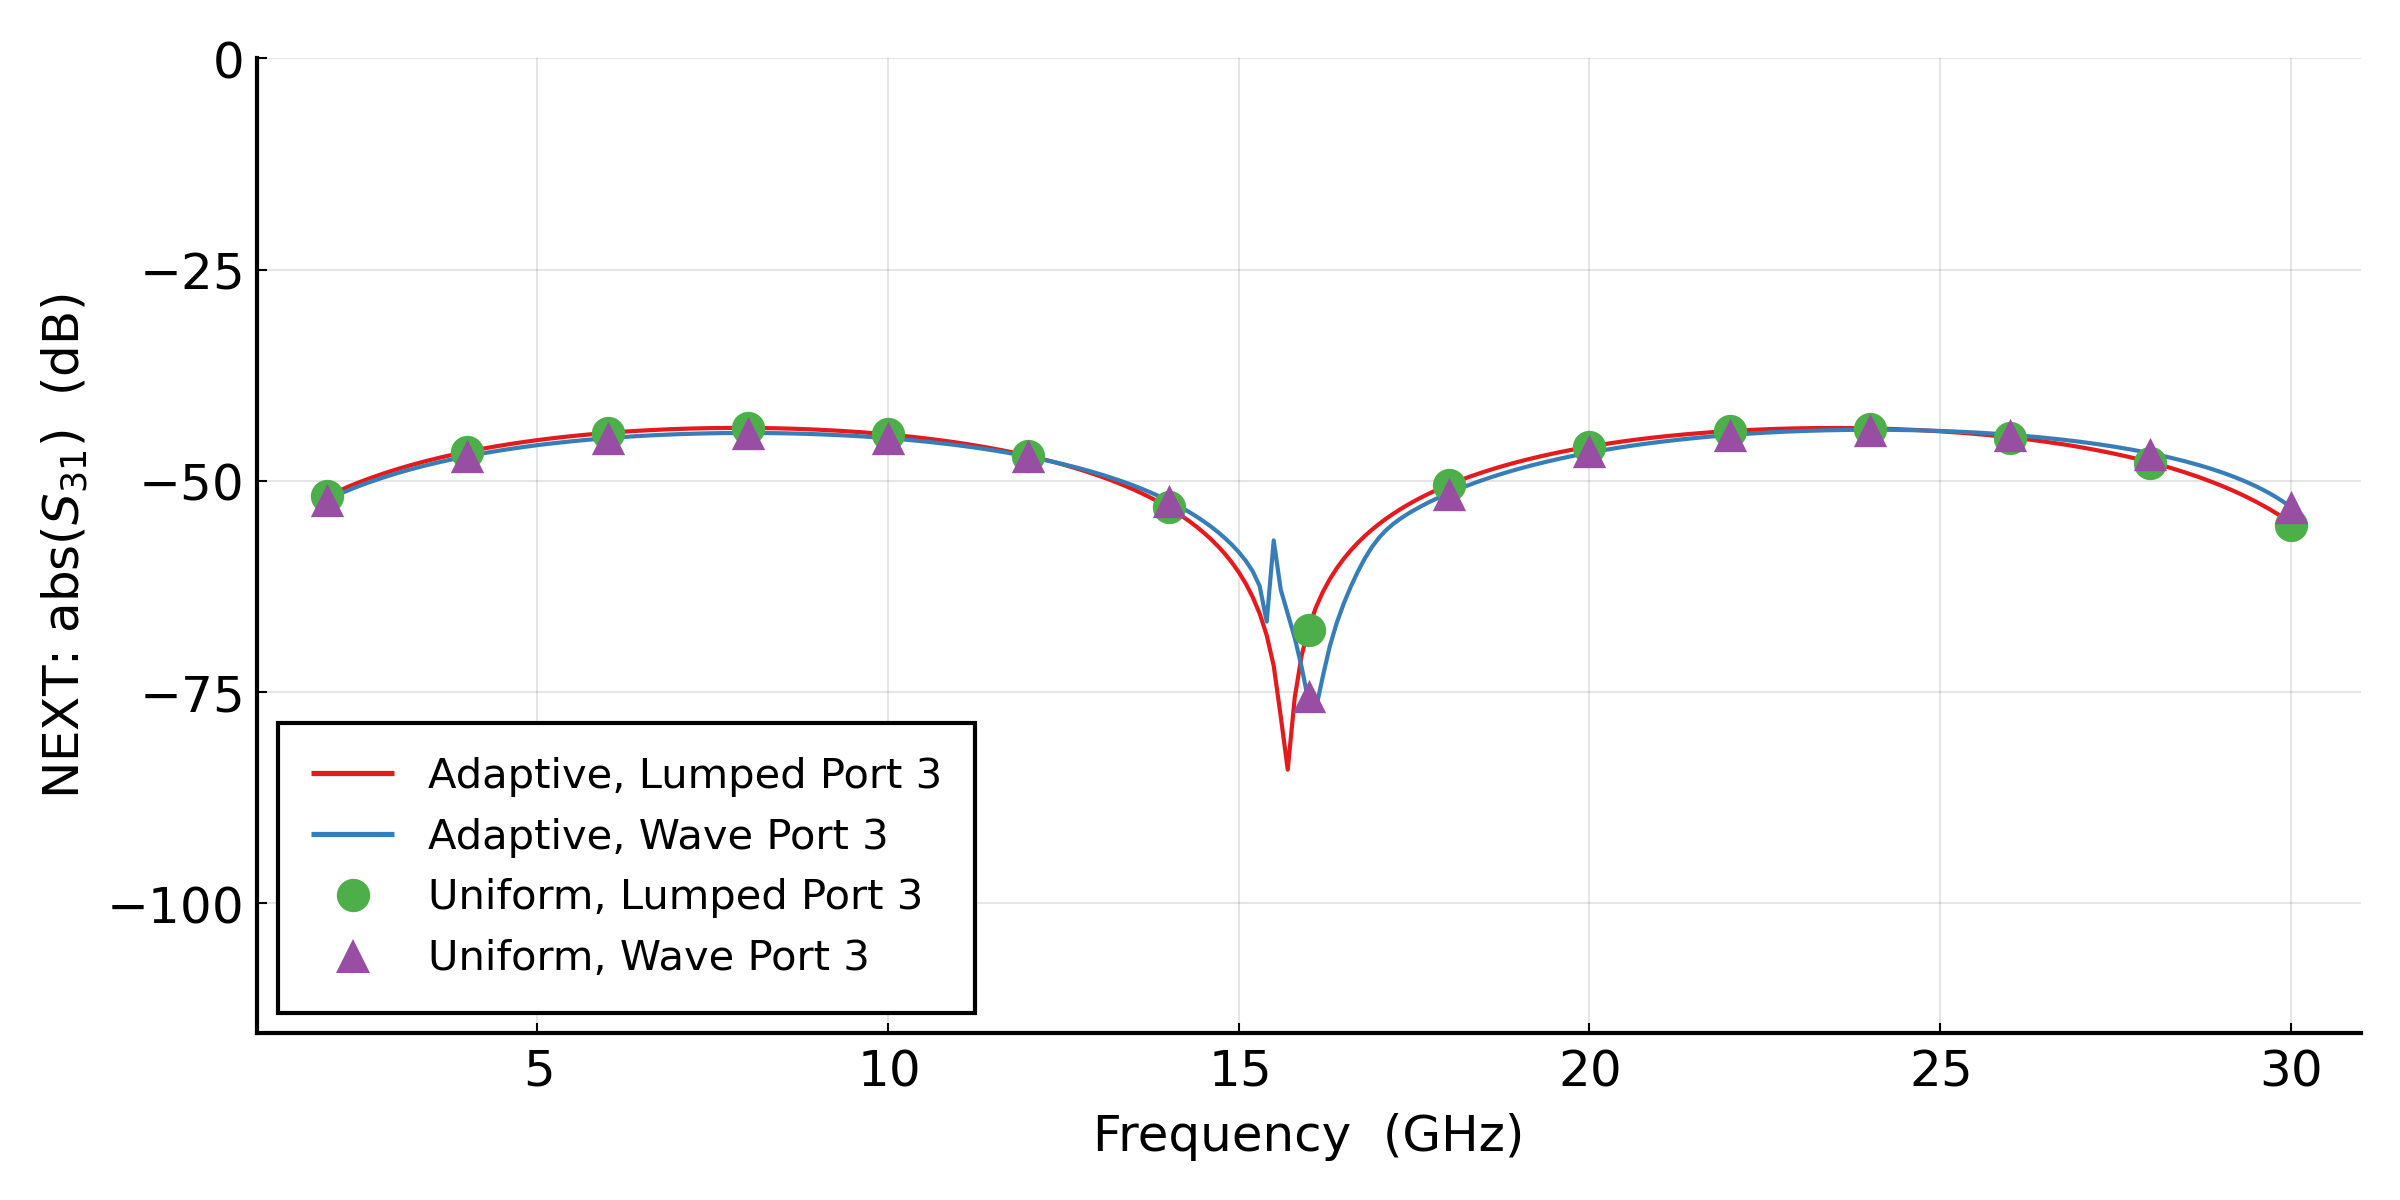 0
−25
−50
−75
−100
NEXT: abs(S₃₁) (dB)
Adaptive, Lumped Port 3
Adaptive, Wave Port 3
Uniform, Lumped Port 3
Uniform, Wave Port 3
5 10 15 20 25 30
Frequency (GHz)